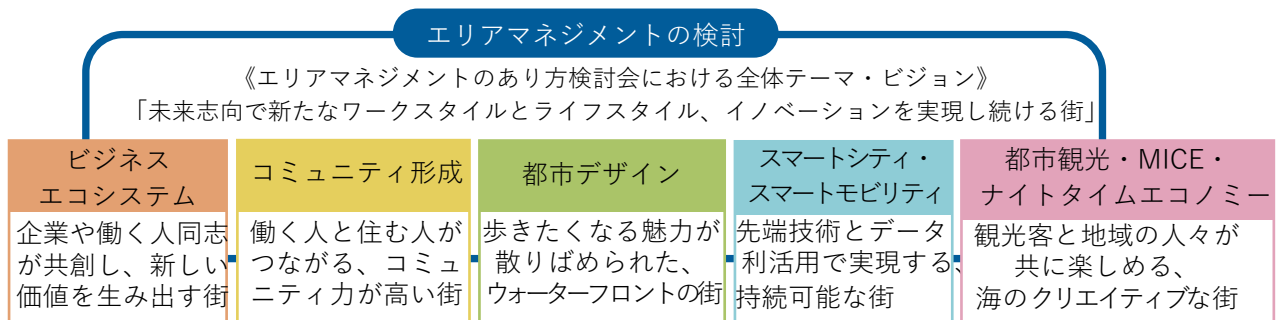 エリアマネジメントの検討
《エリアマネジメントのあり方検討会における全体テーマ・ビジョン》
「未来志向で新たなワークスタイルとライフスタイル、イノベーションを実現し続ける街」
ビジネス
エコシステム
企業や働く人同志
が共創し、新しい
価値を生み出す街
コミュニティ形成
働く人と住む人が
つながる、コミュ
ニティ力が高い街
都市デザイン
歩きたくなる魅力が
散りばめられた、
ウォーターフロントの街
スマートシティ・
スマートモビリティ
先端技術とデータ
利活用で実現する、
持続可能な街
都市観光・MICE・
ナイトタイムエコノミー
観光客と地域の人々が
共に楽しめる、
海のクリエイティブな街